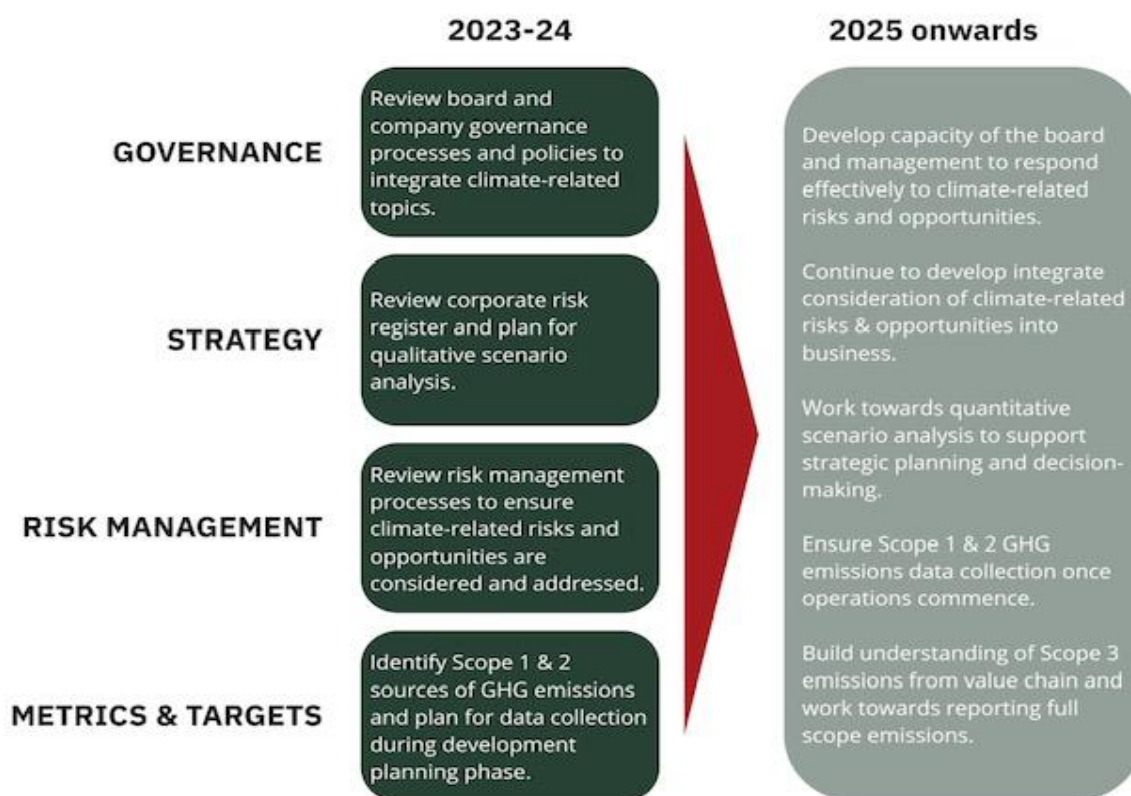 2023-24
2025 onwards
GOVERNANCE
Review board and
company governance
processes and policies to
integrate climate-related
topics.
STRATEGY
Review corporate risk
register and plan for
qualitative scenario
analysis.
RISK MANAGEMENT
Review risk management
processes to ensure
climate-related risks and
opportunities are
considered and addressed.
METRICS & TARGETS
Identify Scope 1 & 2
sources of GHG emissions
and plan for data collection
during development
planning phase.
Develop capacity of the board
and management to respond
effectively to climate-related
risks and opportunities.
Continue to develop integrate
consideration of climate-related
risks & opportunities into
business.
Work towards quantitative
scenario analysis to support
strategic planning and decision-
making.
Ensure Scope 1 & 2 GHG
emissions data collection once
operations commence.
Build understanding of Scope 3
emissions from value chain and
work towards reporting full
scope emissions.